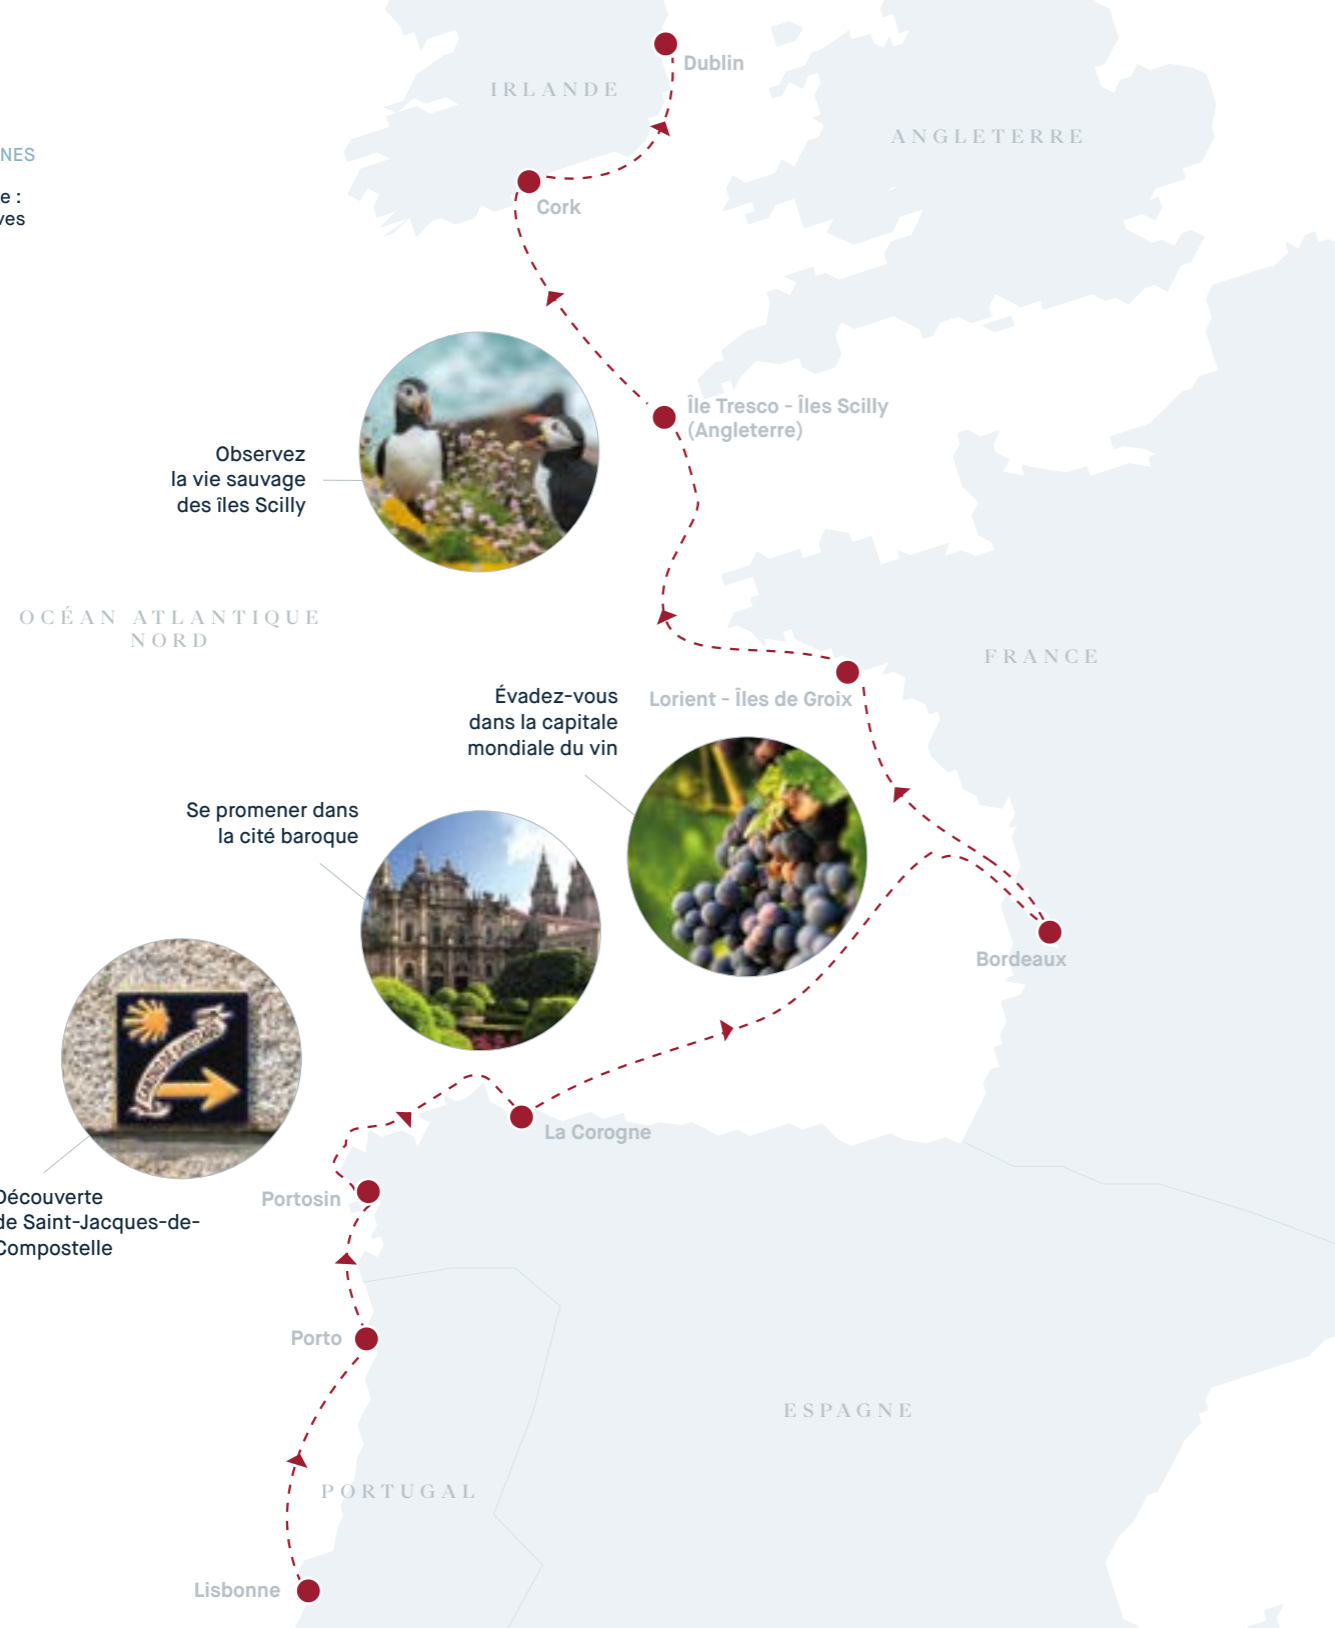 Dublin
IRLANDE
ANGLETERRE
NES
e :
ves
Cork
Île Tresco - Îles Scilly
(Angleterre)
Observez
la vie sauvage
des îles Scilly
OCÉAN ATLANTIQUE
NORD
FRANCE
Lorient - Îles de Groix
Évadez-vous
dans la capitale
mondiale du vin
Se promener dans
la cité baroque
Bordeaux
La Corogne
Portosin
Découverte
de Saint-Jacques-de-
Compostelle
Porto
ESPAGNE
PORTUGAL
Lisbonne